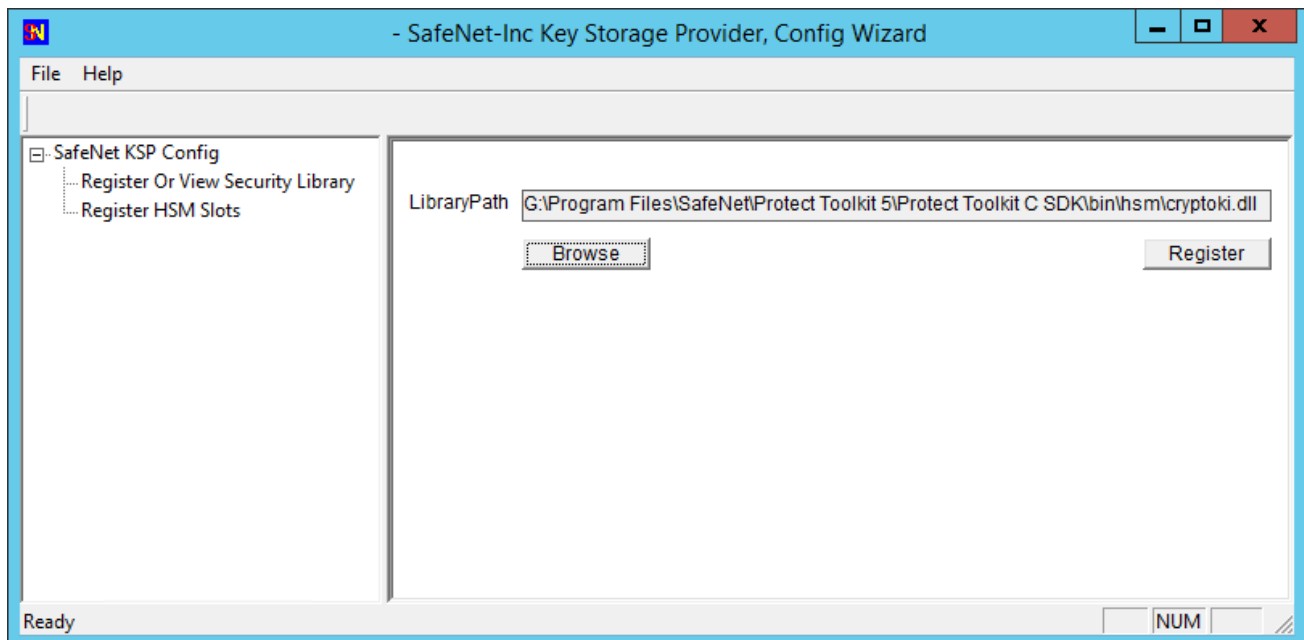 - SafeNet-Inc Key Storage Provider, Config Wizard
File Help
SafeNet KSP Config
Register Or View Security Library
Register HSM Slots
LibraryPath G:\Program Files\SafeNet\Protect Toolkit 5\Protect Toolkit C SDK\bin\hsm\cryptoki.dll
Browse Register
Ready NUM